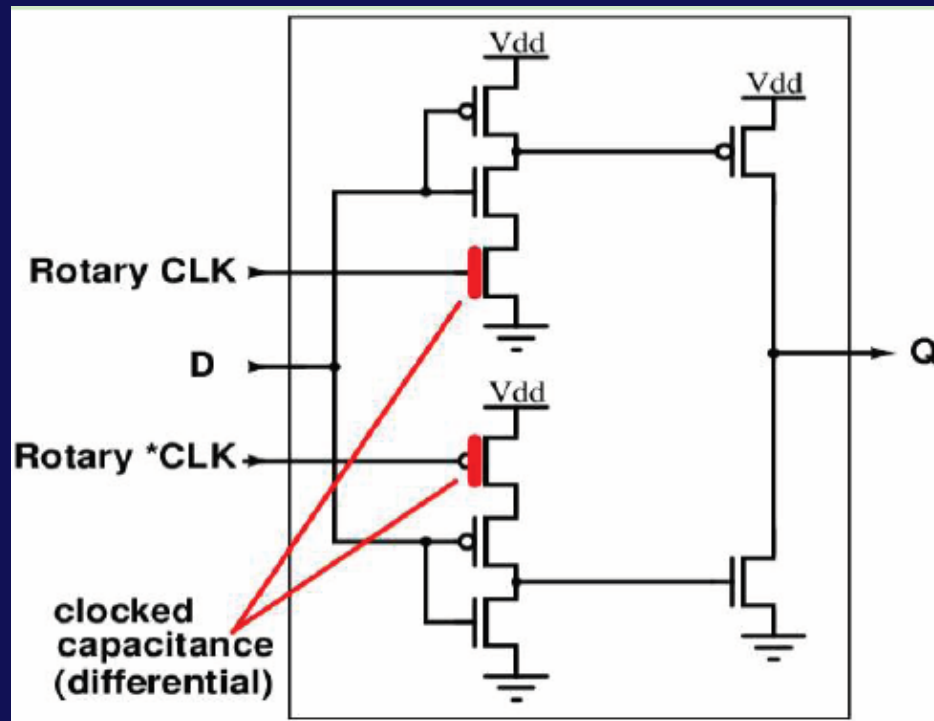 Vdd
Vdd
Rotary CLK
D
Q
Vdd
Rotary *CLK
clocked
capacitance
(differential)